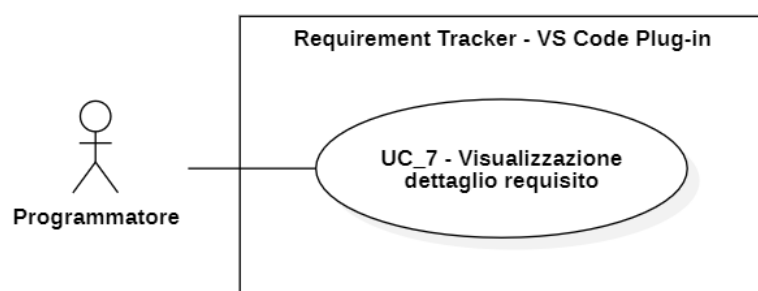 Requirement Tracker - VS Code Plug-in
UC_7 - Visualizzazione
dettaglio requisito
Programmatore